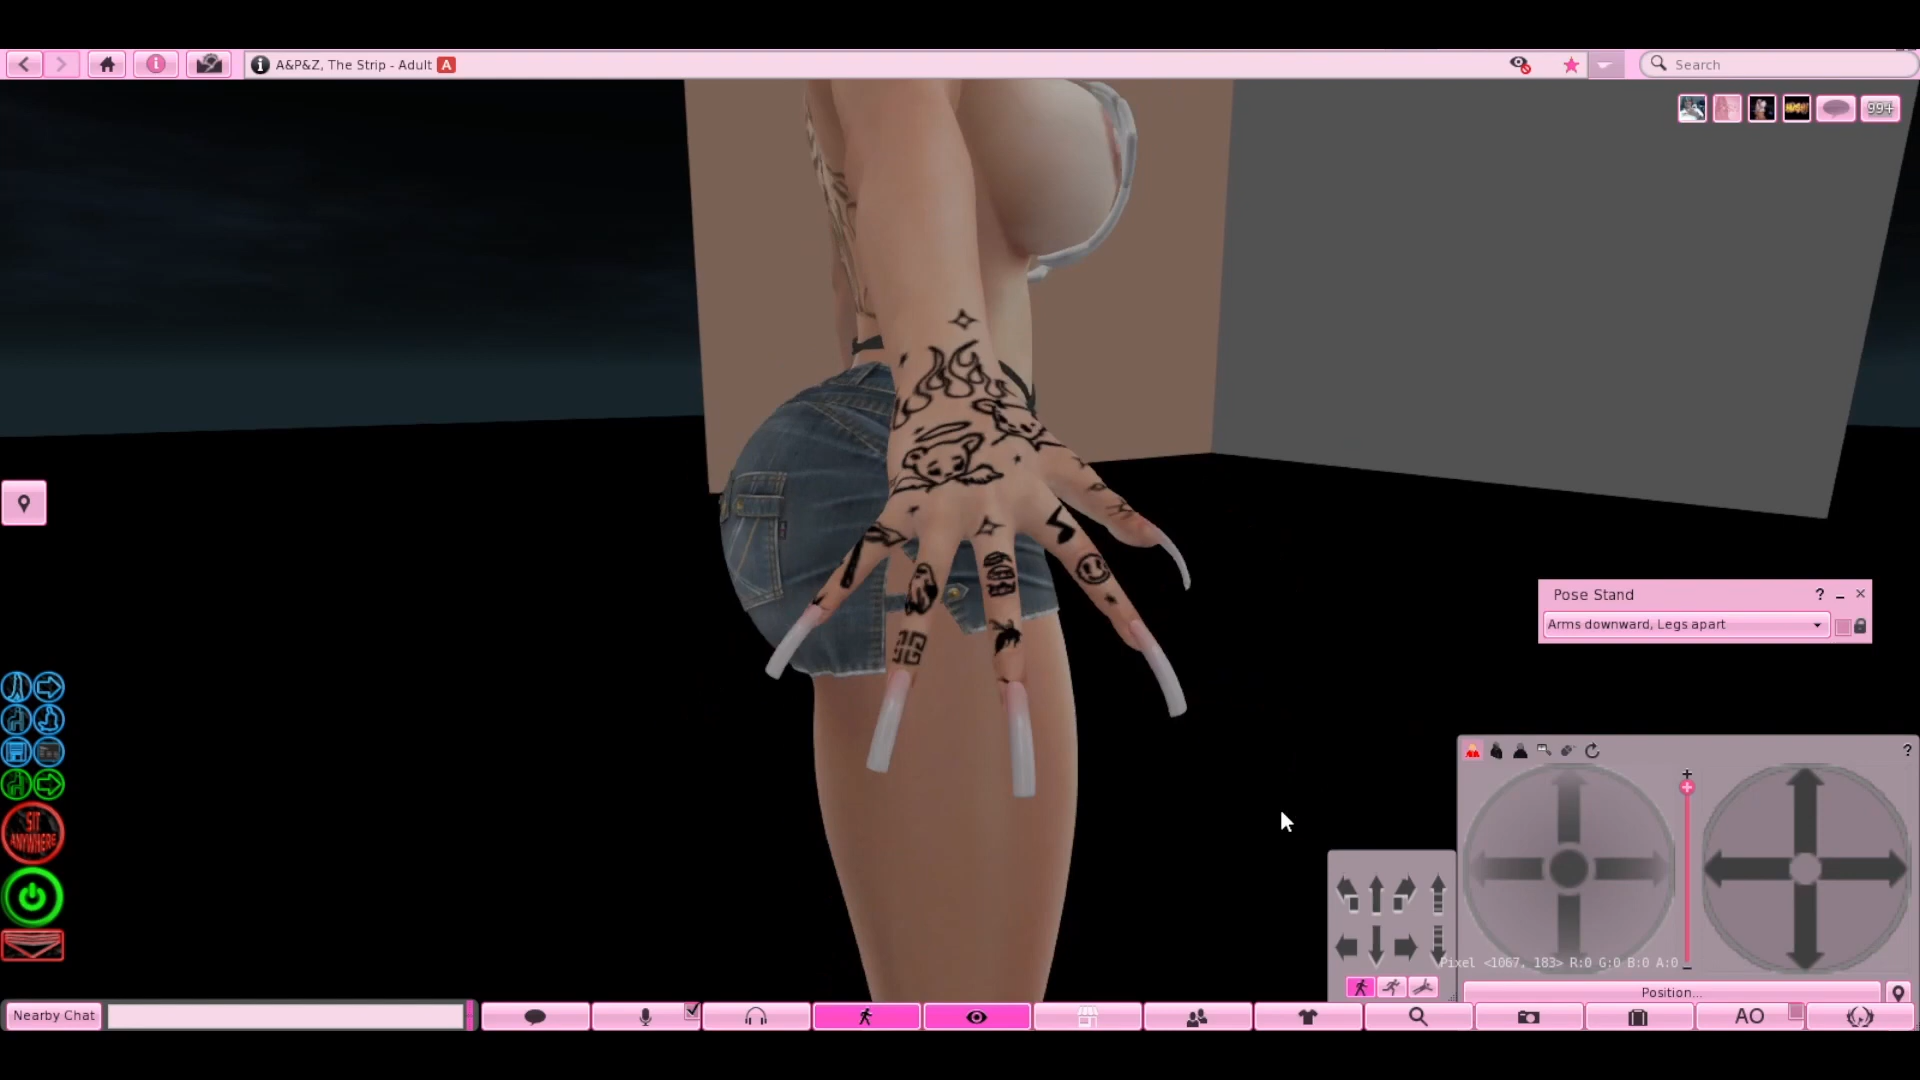 A&P&Z, The Strip - Adult A
Search
99+
Pose Stand ? _ ×
Arms downward, Legs apart
SIT
ANYWHERE
?
+
Pixel <1067, 183> R:0 G:0 B:0 A:0
Position...
Nearby Chat
AO